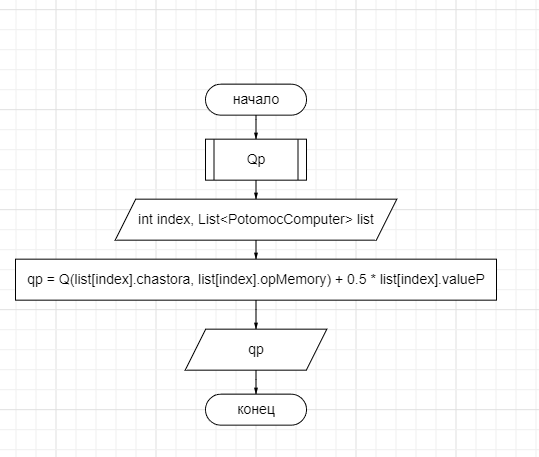 начало
Qp
int index, List<PotomocComputer> list
qp = Q(list[index].chastora, list[index].opMemory) + 0.5 * list[index].valueP
qp
конец